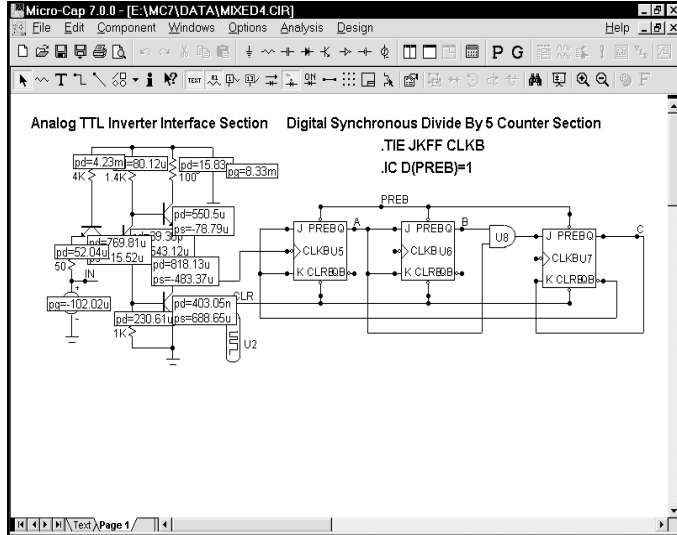 Micro-Cap 7.0.0 - [E:\MC7\DATA\MIXED4.CIR]
File Edit Component Windows Options Analysis Design Help
P G
TEXT
T
Analog TTL Inverter Interface Section Digital Synchronous Divide By 5 Counter Section
.TIE JKFF CLKB
.IC D(PREB)=1
pd=4.23m pd=80.12u pd=15.83u
pg=8.33m
4K 1.4K 100
PREB
pd=550.5u
ps=-78.79u
A B C
J PREBQ J PREBQ U8 J PREBQ
pd=769.81u
pd=52.04u
15.52u 543.12u
CLKBU5 CLKBU6 CLKBU7
pd=818.13u
ps=-483.37u
50
IN
K CLRBQB K CLRBQB K CLRBQB
pg=-102.02u
pd=403.05n
ps=688.65u
CLR
pd=230.61u
1K
U2
Text Page 1